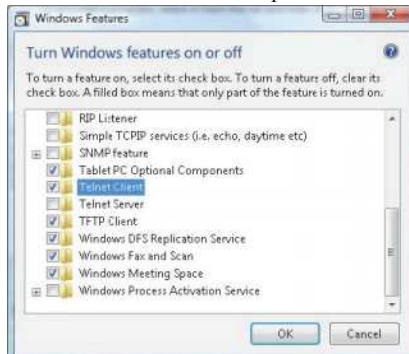 Windows Features
Turn Windows features on or off
To turn a feature on, select its check box. To turn a feature off, clear its
check box. A filled box means that only part of the feature is turned on.
RIP Listener
Simple TCPIP services (i.e. echo, daytime etc)
SNMP feature
Tablet PC Optional Components
Telnet Client
Telnet Server
TFTP Client
Windows DFS Replication Service
Windows Fax and Scan
Windows Meeting Space
Windows Process Activation Service
OK
Cancel